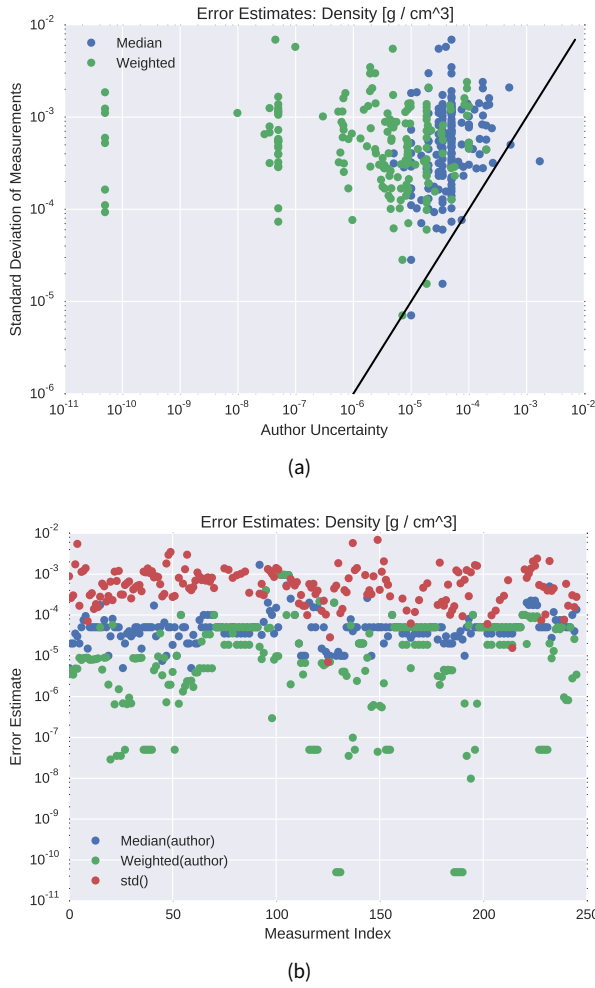 Error Estimates: Density [g / cm^3]
Median
Weighted
Standard Deviation of Measurements
10^-2
10^-3
10^-4
10^-5
10^-6
10^-11 10^-10 10^-9 10^-8 10^-7 10^-6 10^-5 10^-4 10^-3 10^-2
Author Uncertainty
(a)
Error Estimates: Density [g / cm^3]
Error Estimate
10^-2
10^-3
10^-4
10^-5
10^-6
10^-7
10^-8
10^-9
10^-10
10^-11
Median(author)
Weighted(author)
std()
0 50 100 150 200 250
Measurment Index
(b)